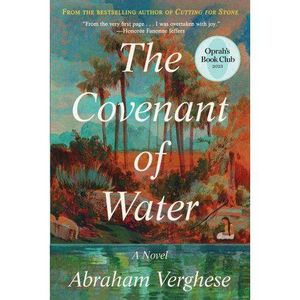 FROM THE BESTSELLING AUTHOR OF CUTTING FOR STONE
"From the very first page . . . I was overtaken with joy."
—Honorée Fanonne Jeffers
Oprah's
Book Club
2023
The
Covenant
of
Water
A Novel
Abraham Verghese